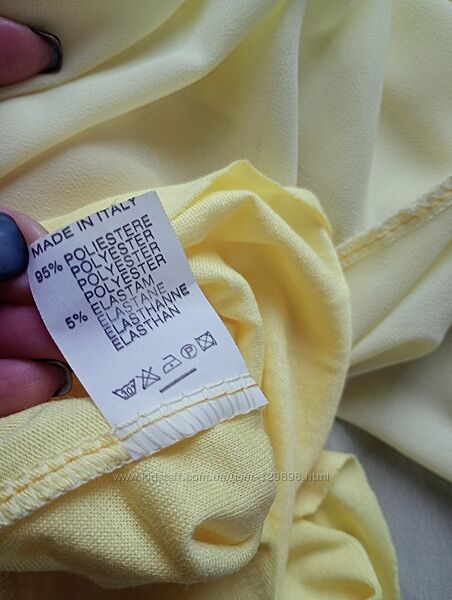 MADE IN ITALY
95% POLIESTERE
POLYESTER
POLYESTER
POLYESTER
5% ELASTAM
ELASTANE
ELASTHANNE
ELASTHAN
P